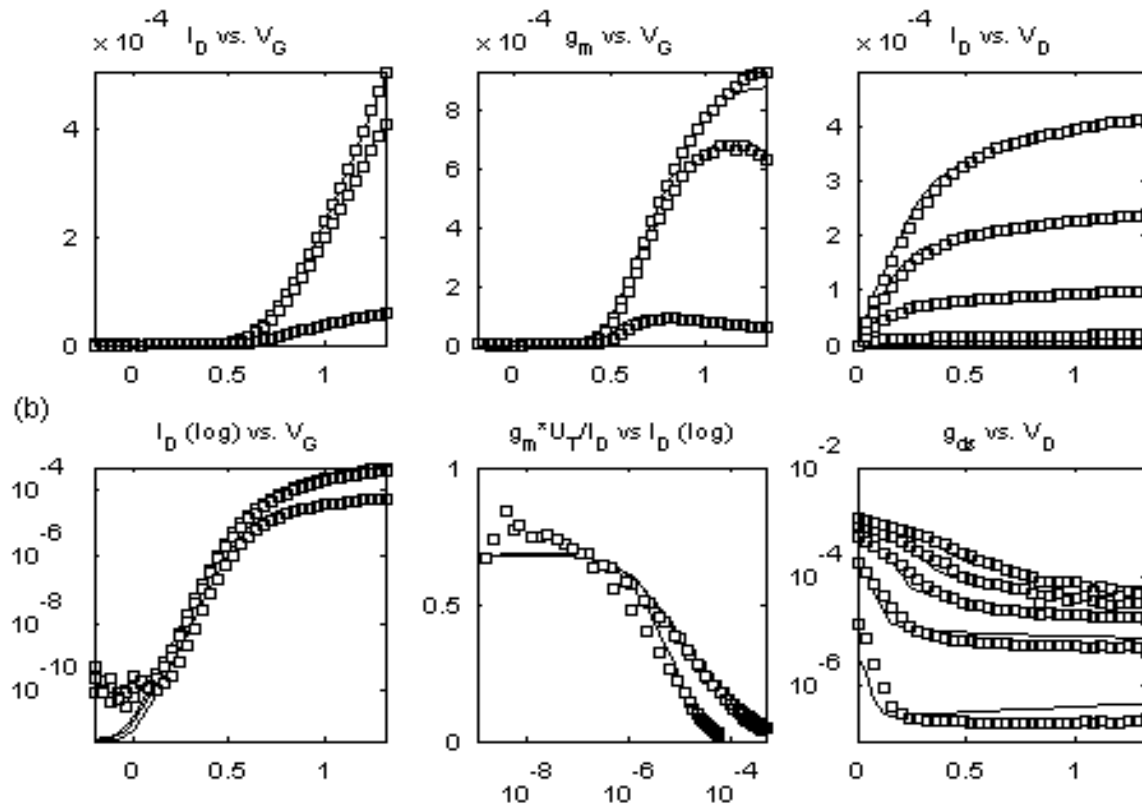 × 10⁻⁴ I_D vs. V_G
4
2
0
0 0.5 1
× 10⁻⁴ g_m vs. V_G
8
6
4
2
0
0 0.5 1
× 10⁻⁴ I_D vs. V_D
4
3
2
1
0
0 0.5 1
(b)
I_D (log) vs. V_G
10⁻⁴
10⁻⁶
10⁻⁸
10⁻¹⁰
0 0.5 1
g_m*U_T/I_D vs I_D (log)
1
0.5
0
10⁻⁸ 10⁻⁶ 10⁻⁴
g_ds vs. V_D
10⁻²
10⁻⁴
10⁻⁶
0 0.5 1